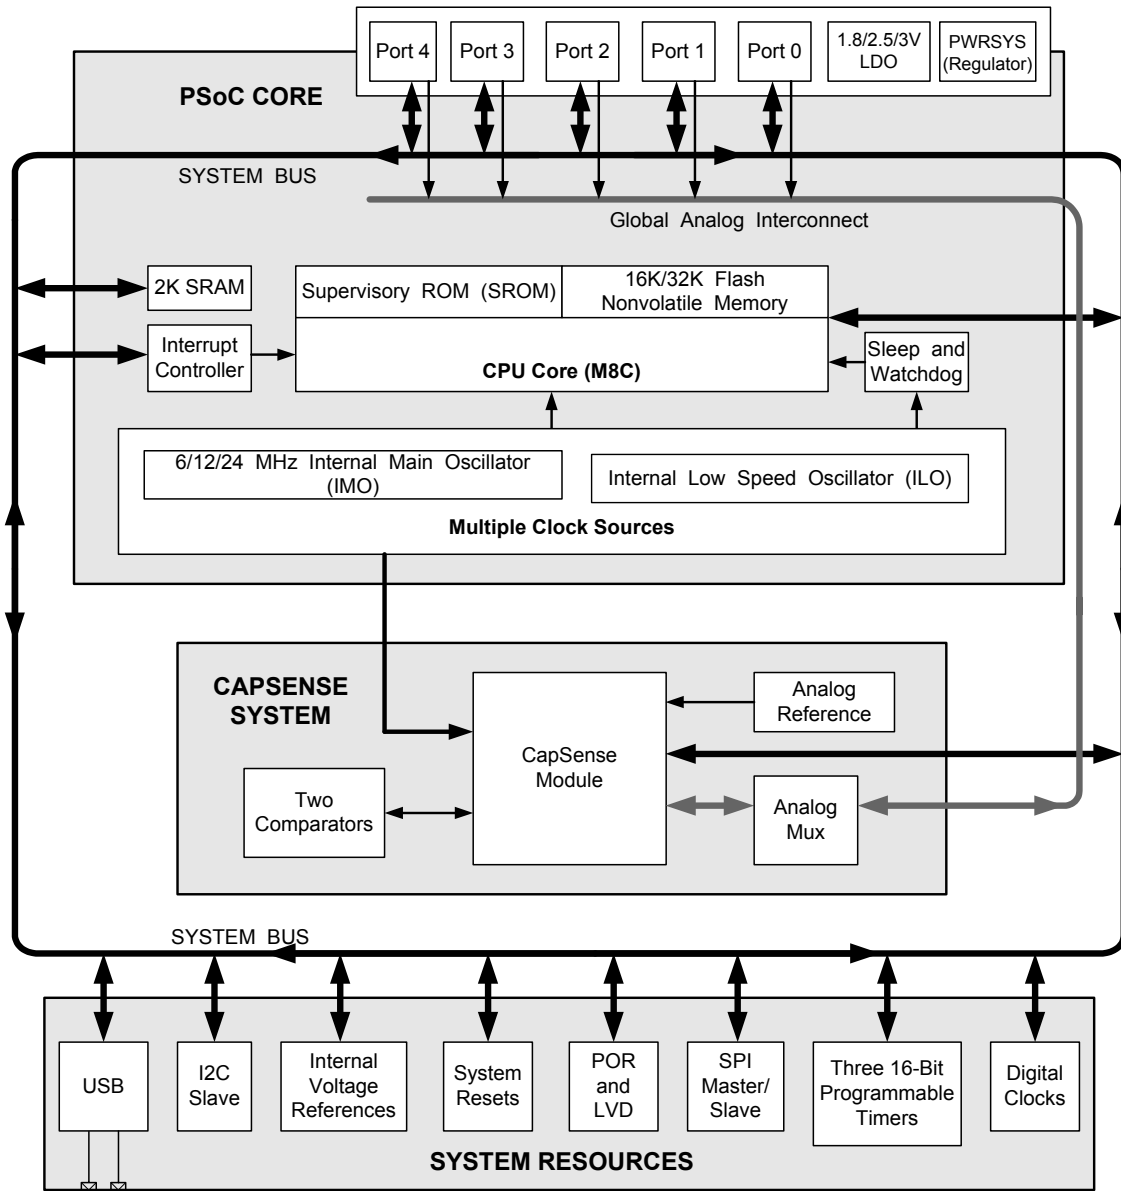 Port 4
Port 3
Port 2
Port 1
Port 0
1.8/2.5/3V
LDO
PWRSYS
(Regulator)
PSoC CORE
SYSTEM BUS
Global Analog Interconnect
2K SRAM
Supervisory ROM (SROM)
16K/32K Flash
Nonvolatile Memory
Interrupt
Controller
CPU Core (M8C)
Sleep and
Watchdog
6/12/24 MHz Internal Main Oscillator
(IMO)
Internal Low Speed Oscillator (ILO)
Multiple Clock Sources
CAPSENSE
SYSTEM
CapSense
Module
Analog
Reference
Two
Comparators
Analog
Mux
SYSTEM BUS
USB
I2C
Slave
Internal
Voltage
References
System
Resets
POR
and
LVD
SPI
Master/
Slave
Three 16-Bit
Programmable
Timers
Digital
Clocks
SYSTEM RESOURCES